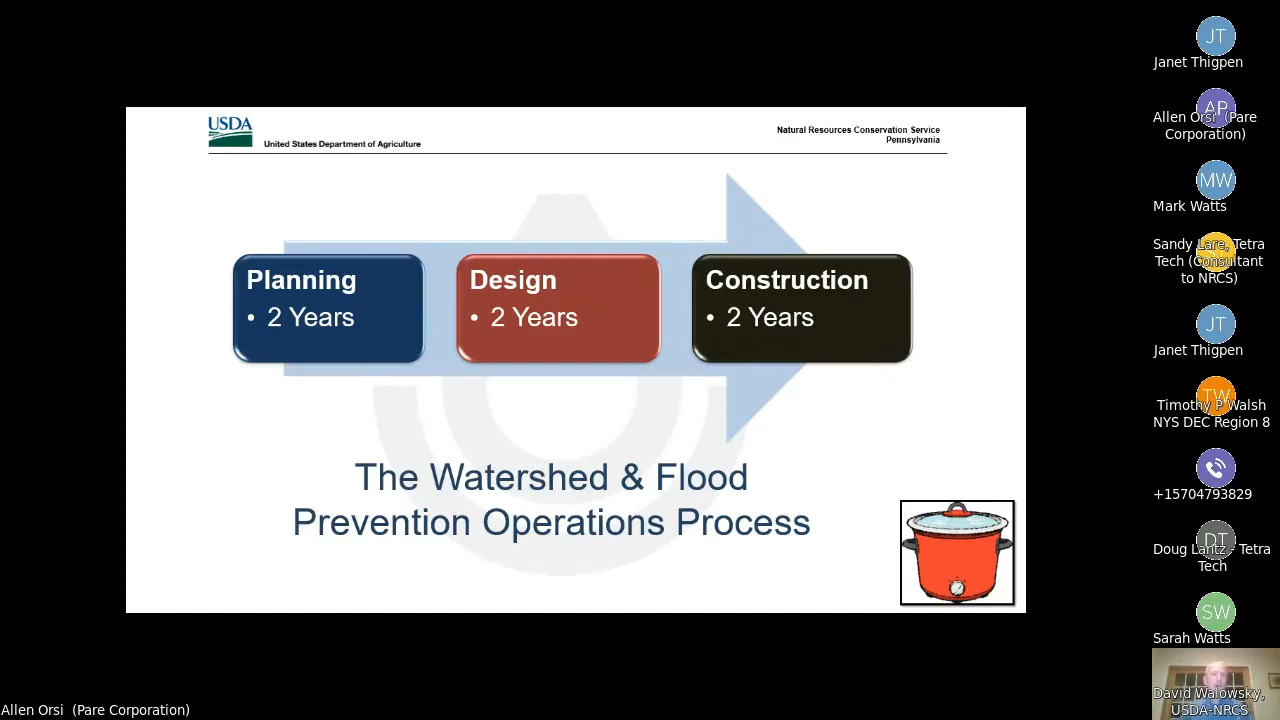 USDA
United States Department of Agriculture
Natural Resources Conservation Service
Pennsylvania
Planning
• 2 Years
Design
• 2 Years
Construction
• 2 Years
The Watershed & Flood
Prevention Operations Process
JT
Janet Thigpen
AP
Allen Orsi (Pare
Corporation)
MW
Mark Watts
Sandy Lare, Tetra
Tech (Consultant
to NRCS)
JT
Janet Thigpen
TW
Timothy P Walsh
NYS DEC Region 8
+15704793829
DT
Doug Lantz - Tetra
Tech
SW
Sarah Watts
David Walowsky,
USDA-NRCS
Allen Orsi (Pare Corporation)